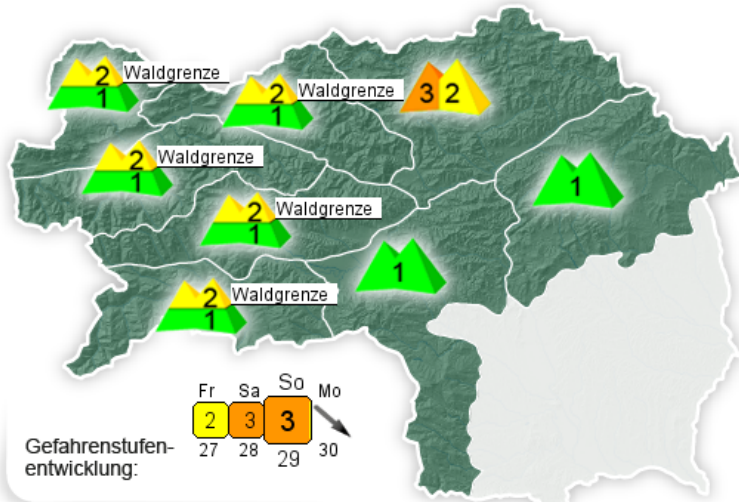 2 Waldgrenze
1
2 Waldgrenze
1
3 2
2 Waldgrenze
1
1
2 Waldgrenze
1
1
2 Waldgrenze
1
Fr Sa So Mo
2 3 3
27 28 29 30
Gefahrenstufen-
entwicklung: